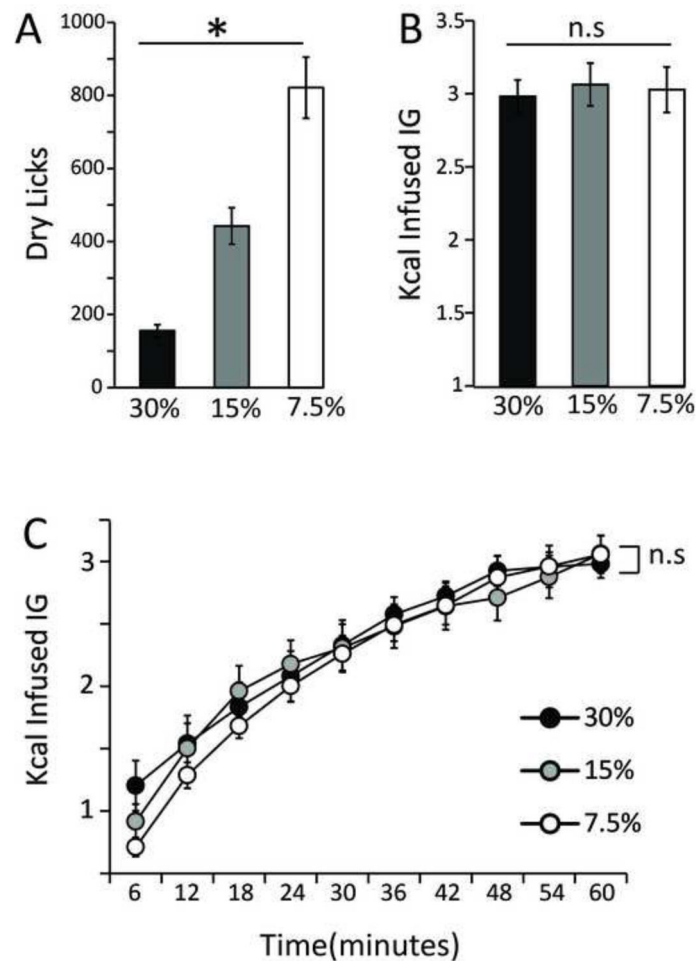 A
Dry Licks
1000
800
600
400
200
0
*
30% 15% 7.5%
B
Kcal Infused IG
3.5
3
2.5
2
1.5
1
n.s
30% 15% 7.5%
C
Kcal Infused IG
3
2
1
n.s
30%
15%
7.5%
6 12 18 24 30 36 42 48 54 60
Time(minutes)